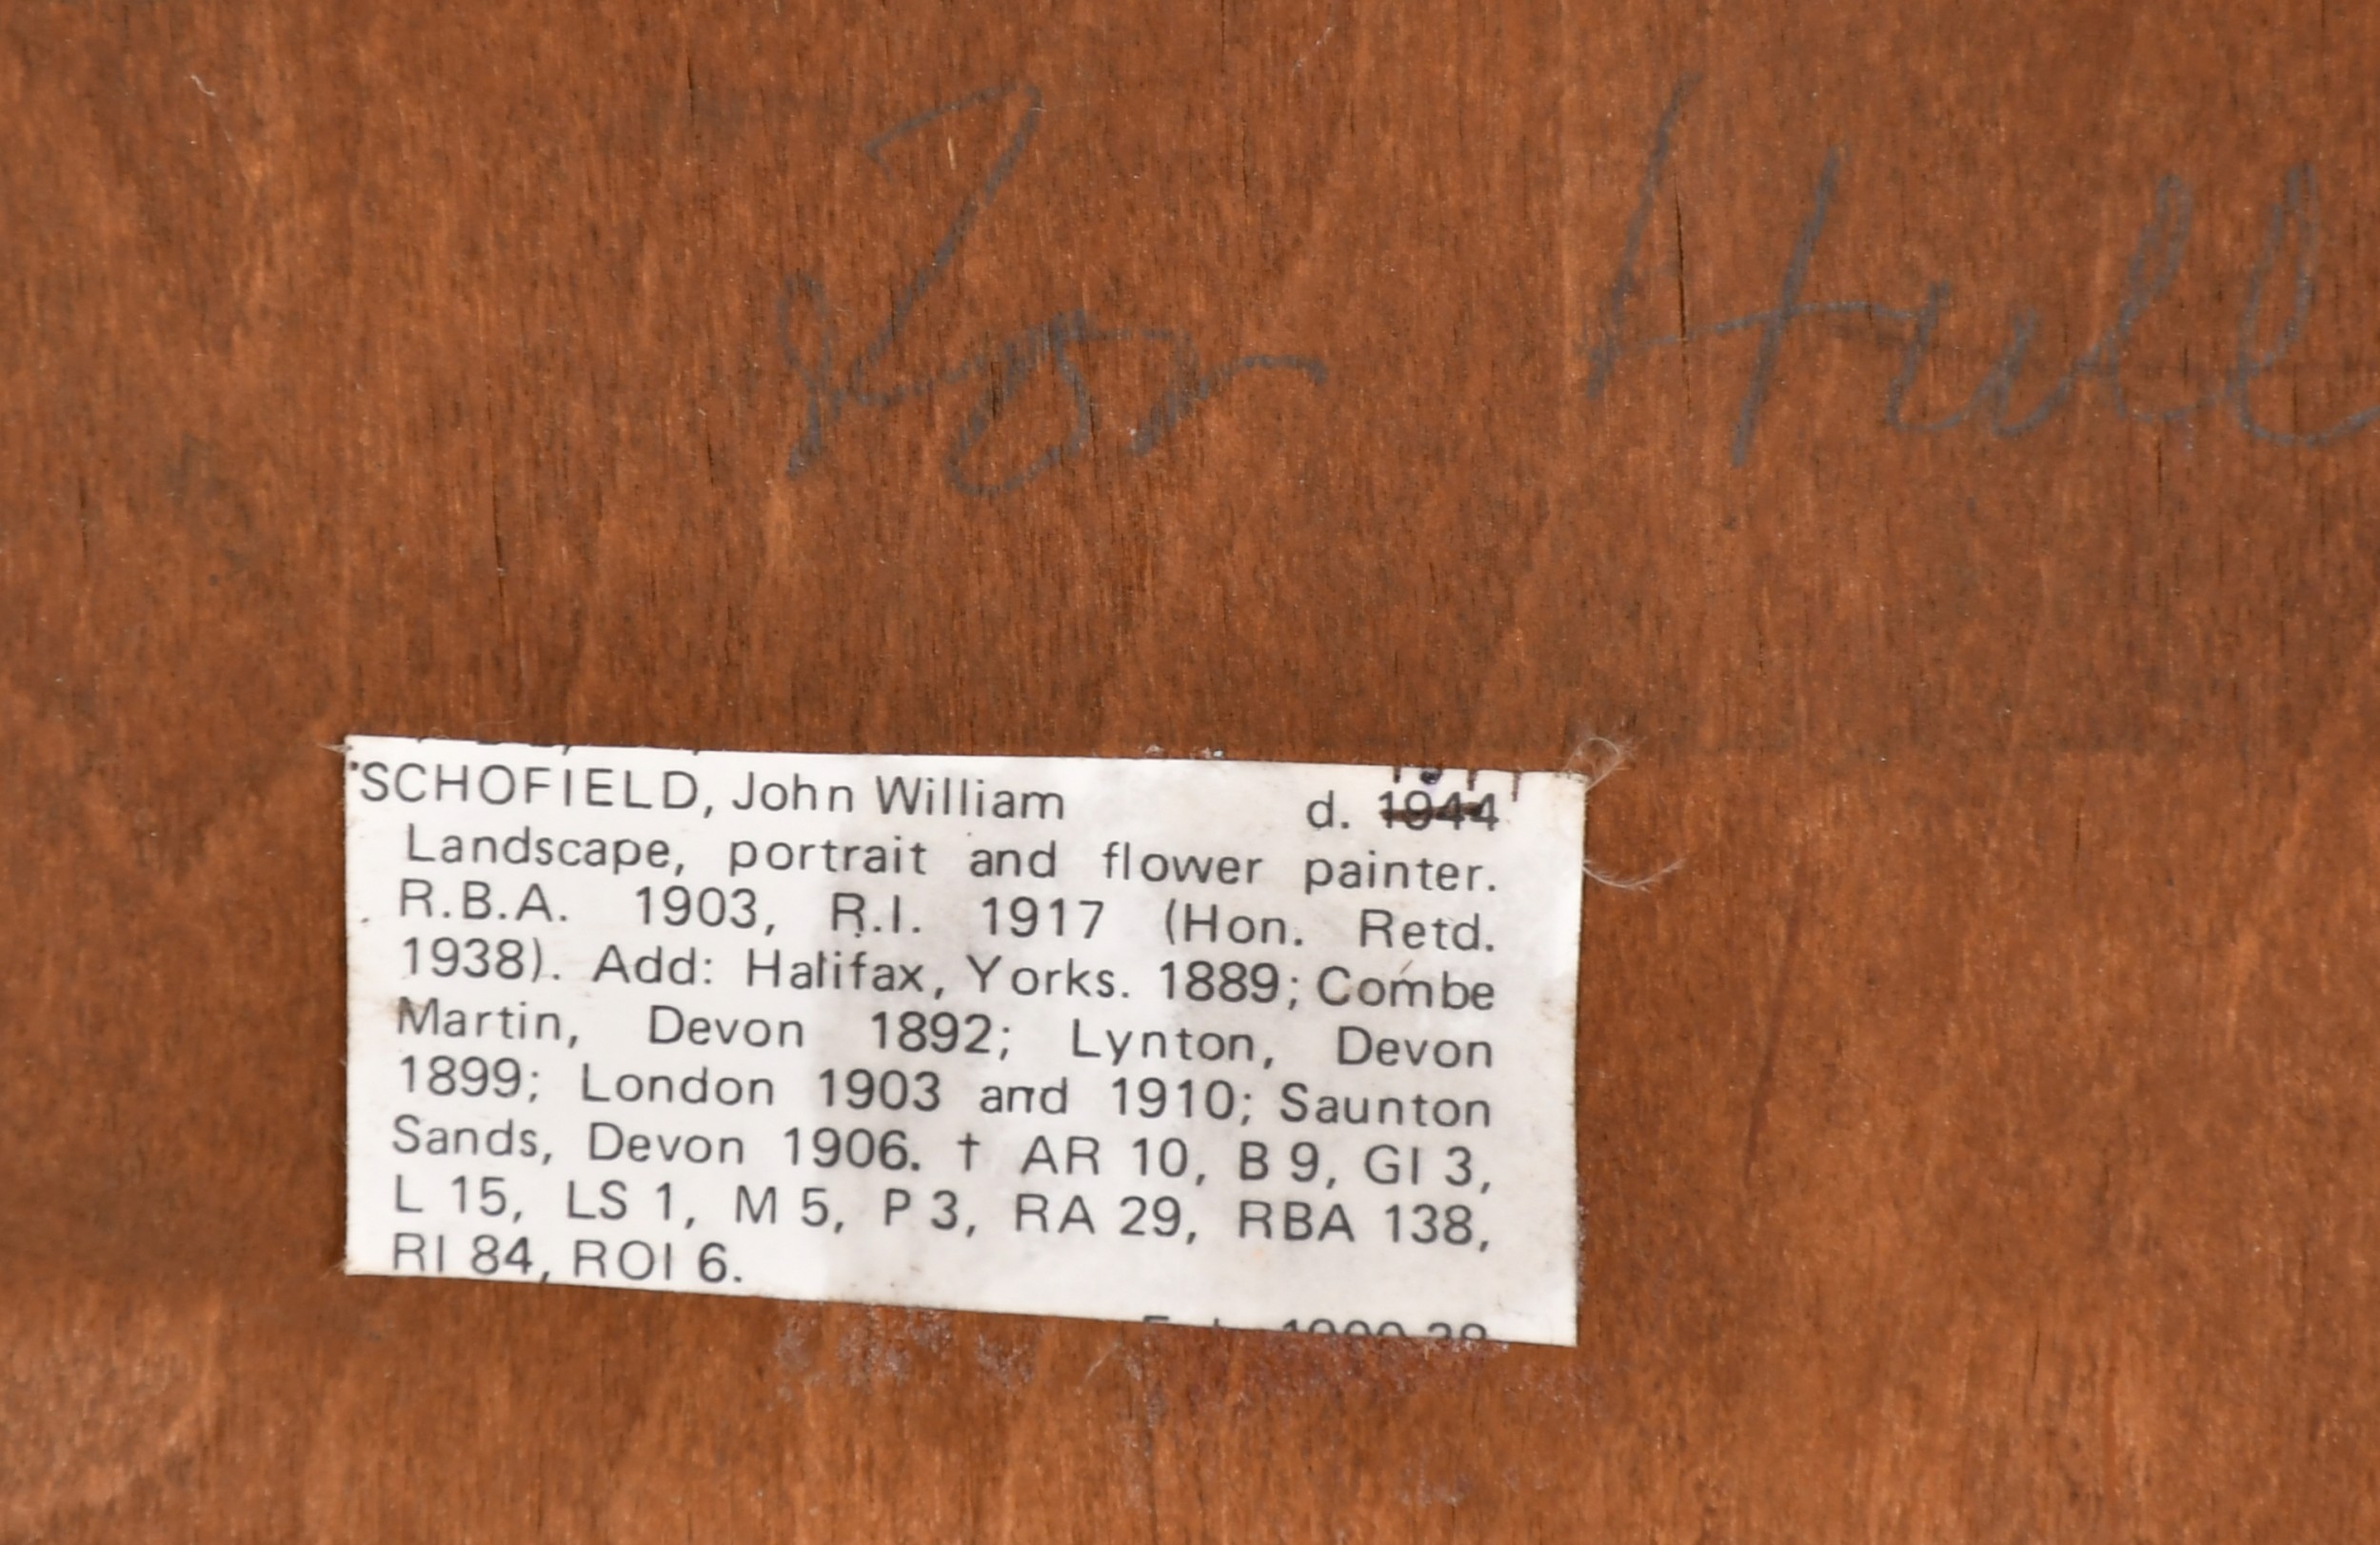 For Hill
SCHOFIELD, John William d. 1944
Landscape, portrait and flower painter.
R.B.A. 1903, R.I. 1917 (Hon. Retd.
1938). Add: Halifax, Yorks. 1889; Combe
Martin, Devon 1892; Lynton, Devon
1899; London 1903 and 1910; Saunton
Sands, Devon 1906. † AR 10, B 9, GI 3,
L 15, LS 1, M 5, P 3, RA 29, RBA 138,
RI 84, ROI 6.